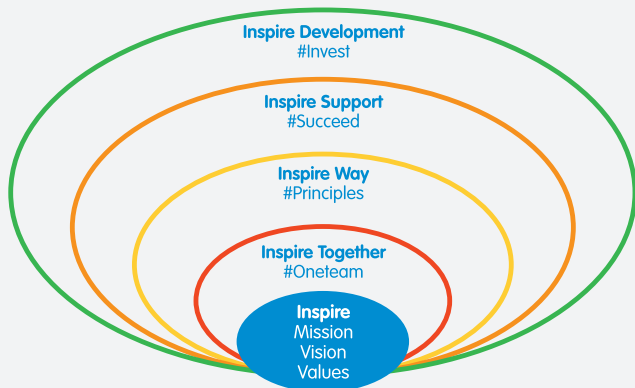 Inspire Development
#Invest
Inspire Support
#Succeed
Inspire Way
#Principles
Inspire Together
#Oneteam
Inspire
Mission
Vision
Values